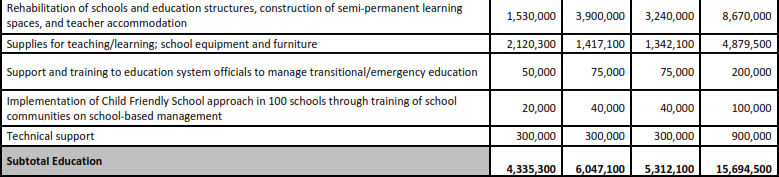 Rehabilitation of schools and education structures, construction of semi-permanent learning
spaces, and teacher accommodation 1,530,000 3,900,000 3,240,000 8,670,000
Supplies for teaching/learning; school equipment and furniture 2,120,300 1,417,100 1,342,100 4,879,500
Support and training to education system officials to manage transitional/emergency education 50,000 75,000 75,000 200,000
Implementation of Child Friendly School approach in 100 schools through training of school
communities on school-based management 20,000 40,000 40,000 100,000
Technical support 300,000 300,000 300,000 900,000
Subtotal Education 4,335,300 6,047,100 5,312,100 15,694,500